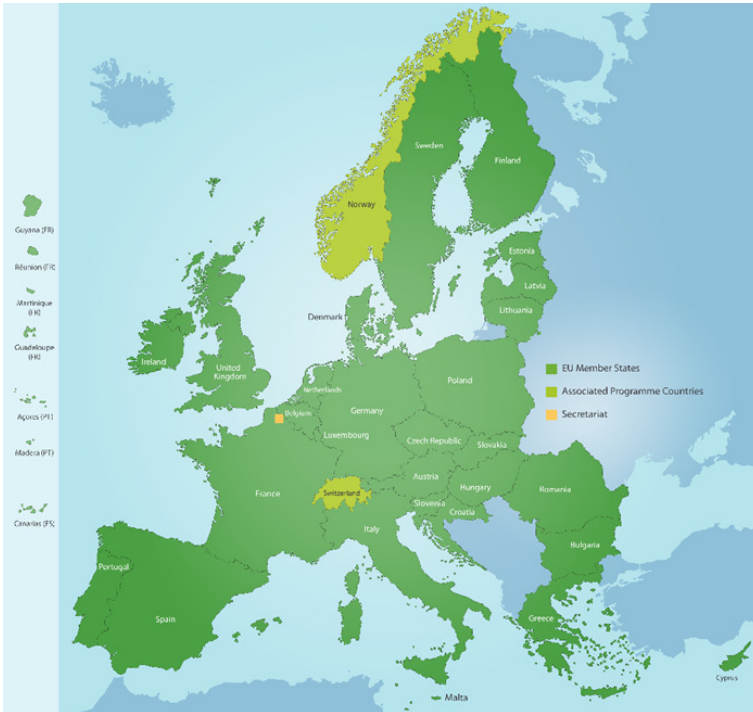 Guyana (FR)
Réunion (FR)
Martinique
(FR)
Guadeloupe
(FR)
Açores (PT)
Madera (PT)
Canarias (ES)
Sweden
Finland
Norway
Estonia
Latvia
Lithuania
Denmark
Ireland
United
Kingdom
Netherlands
Belgium
Luxembourg
Germany
Poland
Czech Republic
Slovakia
Austria
Hungary
Slovenia
Croatia
Romania
Bulgaria
France
Switzerland
Italy
Portugal
Spain
Greece
Malta
Cyprus
EU Member States
Associated Programme Countries
Secretariat